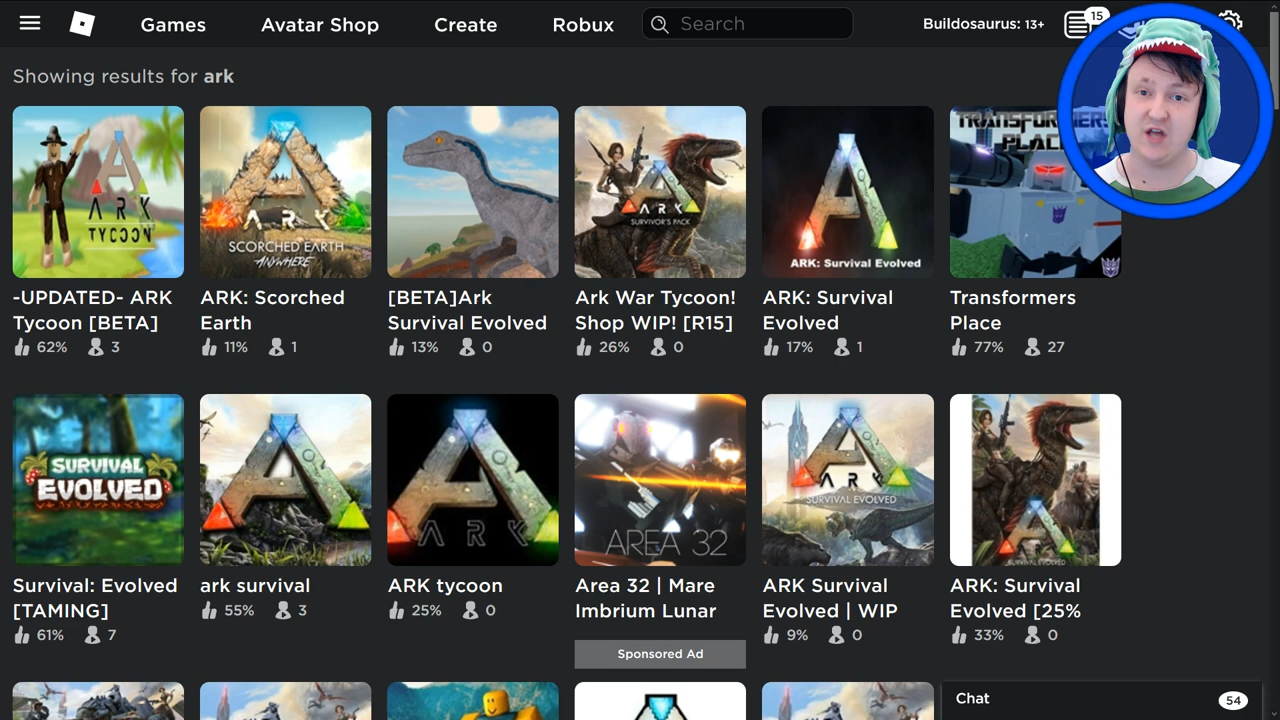 Games
Avatar Shop
Create
Robux
Search
Buildosaurus: 13+
15
Showing results for ark
ARK
TYCOON
ARK
SCORCHED EARTH
ANYWHERE
ARK
SURVIVOR'S PACK
ARK: Survival Evolved
TRANSFORMERS
PLACE
-UPDATED- ARK
Tycoon [BETA]
62% 3
ARK: Scorched
Earth
11% 1
[BETA]Ark
Survival Evolved
13% 0
Ark War Tycoon!
Shop WIP! [R15]
26% 0
ARK: Survival
Evolved
17% 1
Transformers
Place
77% 27
SURVIVAL
EVOLVED
ARK
AREA 32
ARK
SURVIVAL EVOLVED
ARK
SURVIVAL EVOLVED
Survival: Evolved
[TAMING]
61% 7
ark survival
55% 3
ARK tycoon
25% 0
Area 32 | Mare
Imbrium Lunar
Sponsored Ad
ARK Survival
Evolved | WIP
9% 0
ARK: Survival
Evolved [25%
33% 0
Chat
54